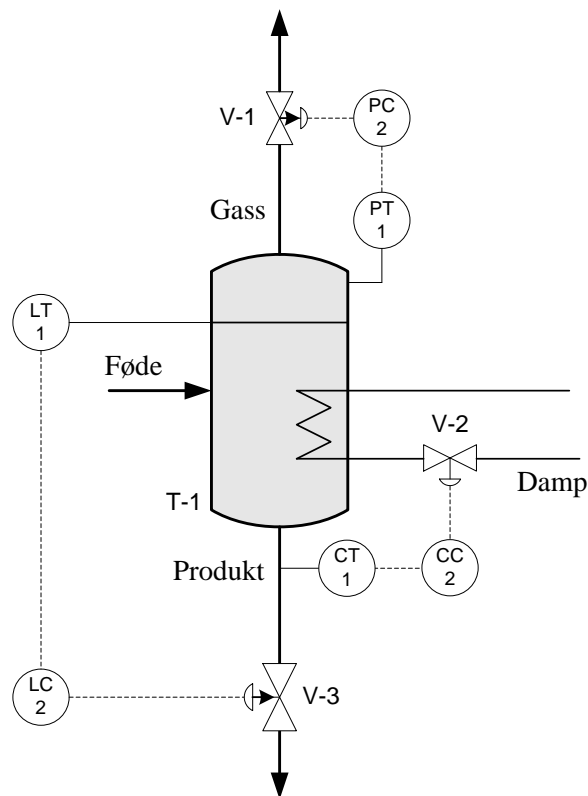 PC
2
V-1
PT
1
Gass
LT
1
Føde
V-2
Damp
T-1
Produkt
CT
1
CC
2
LC
2
V-3